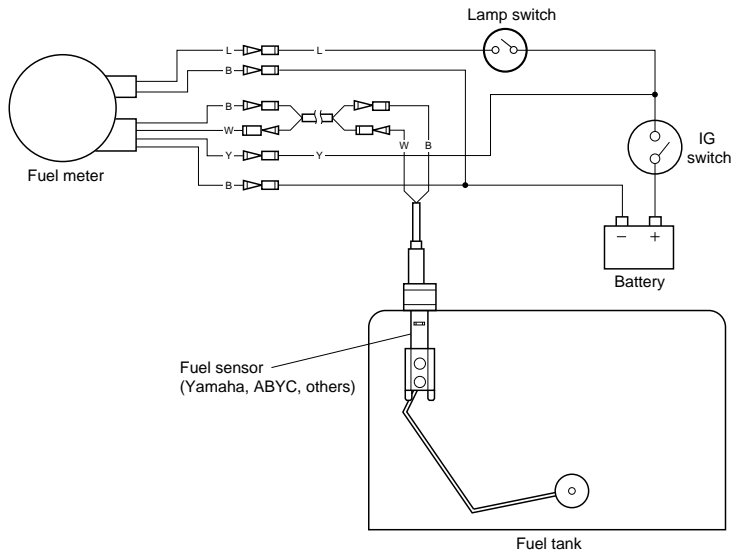 Lamp switch
L
L
B
B
W
Y
Y
B
W
B
IG
switch
Fuel meter
− +
Battery
Fuel sensor
(Yamaha, ABYC, others)
Fuel tank